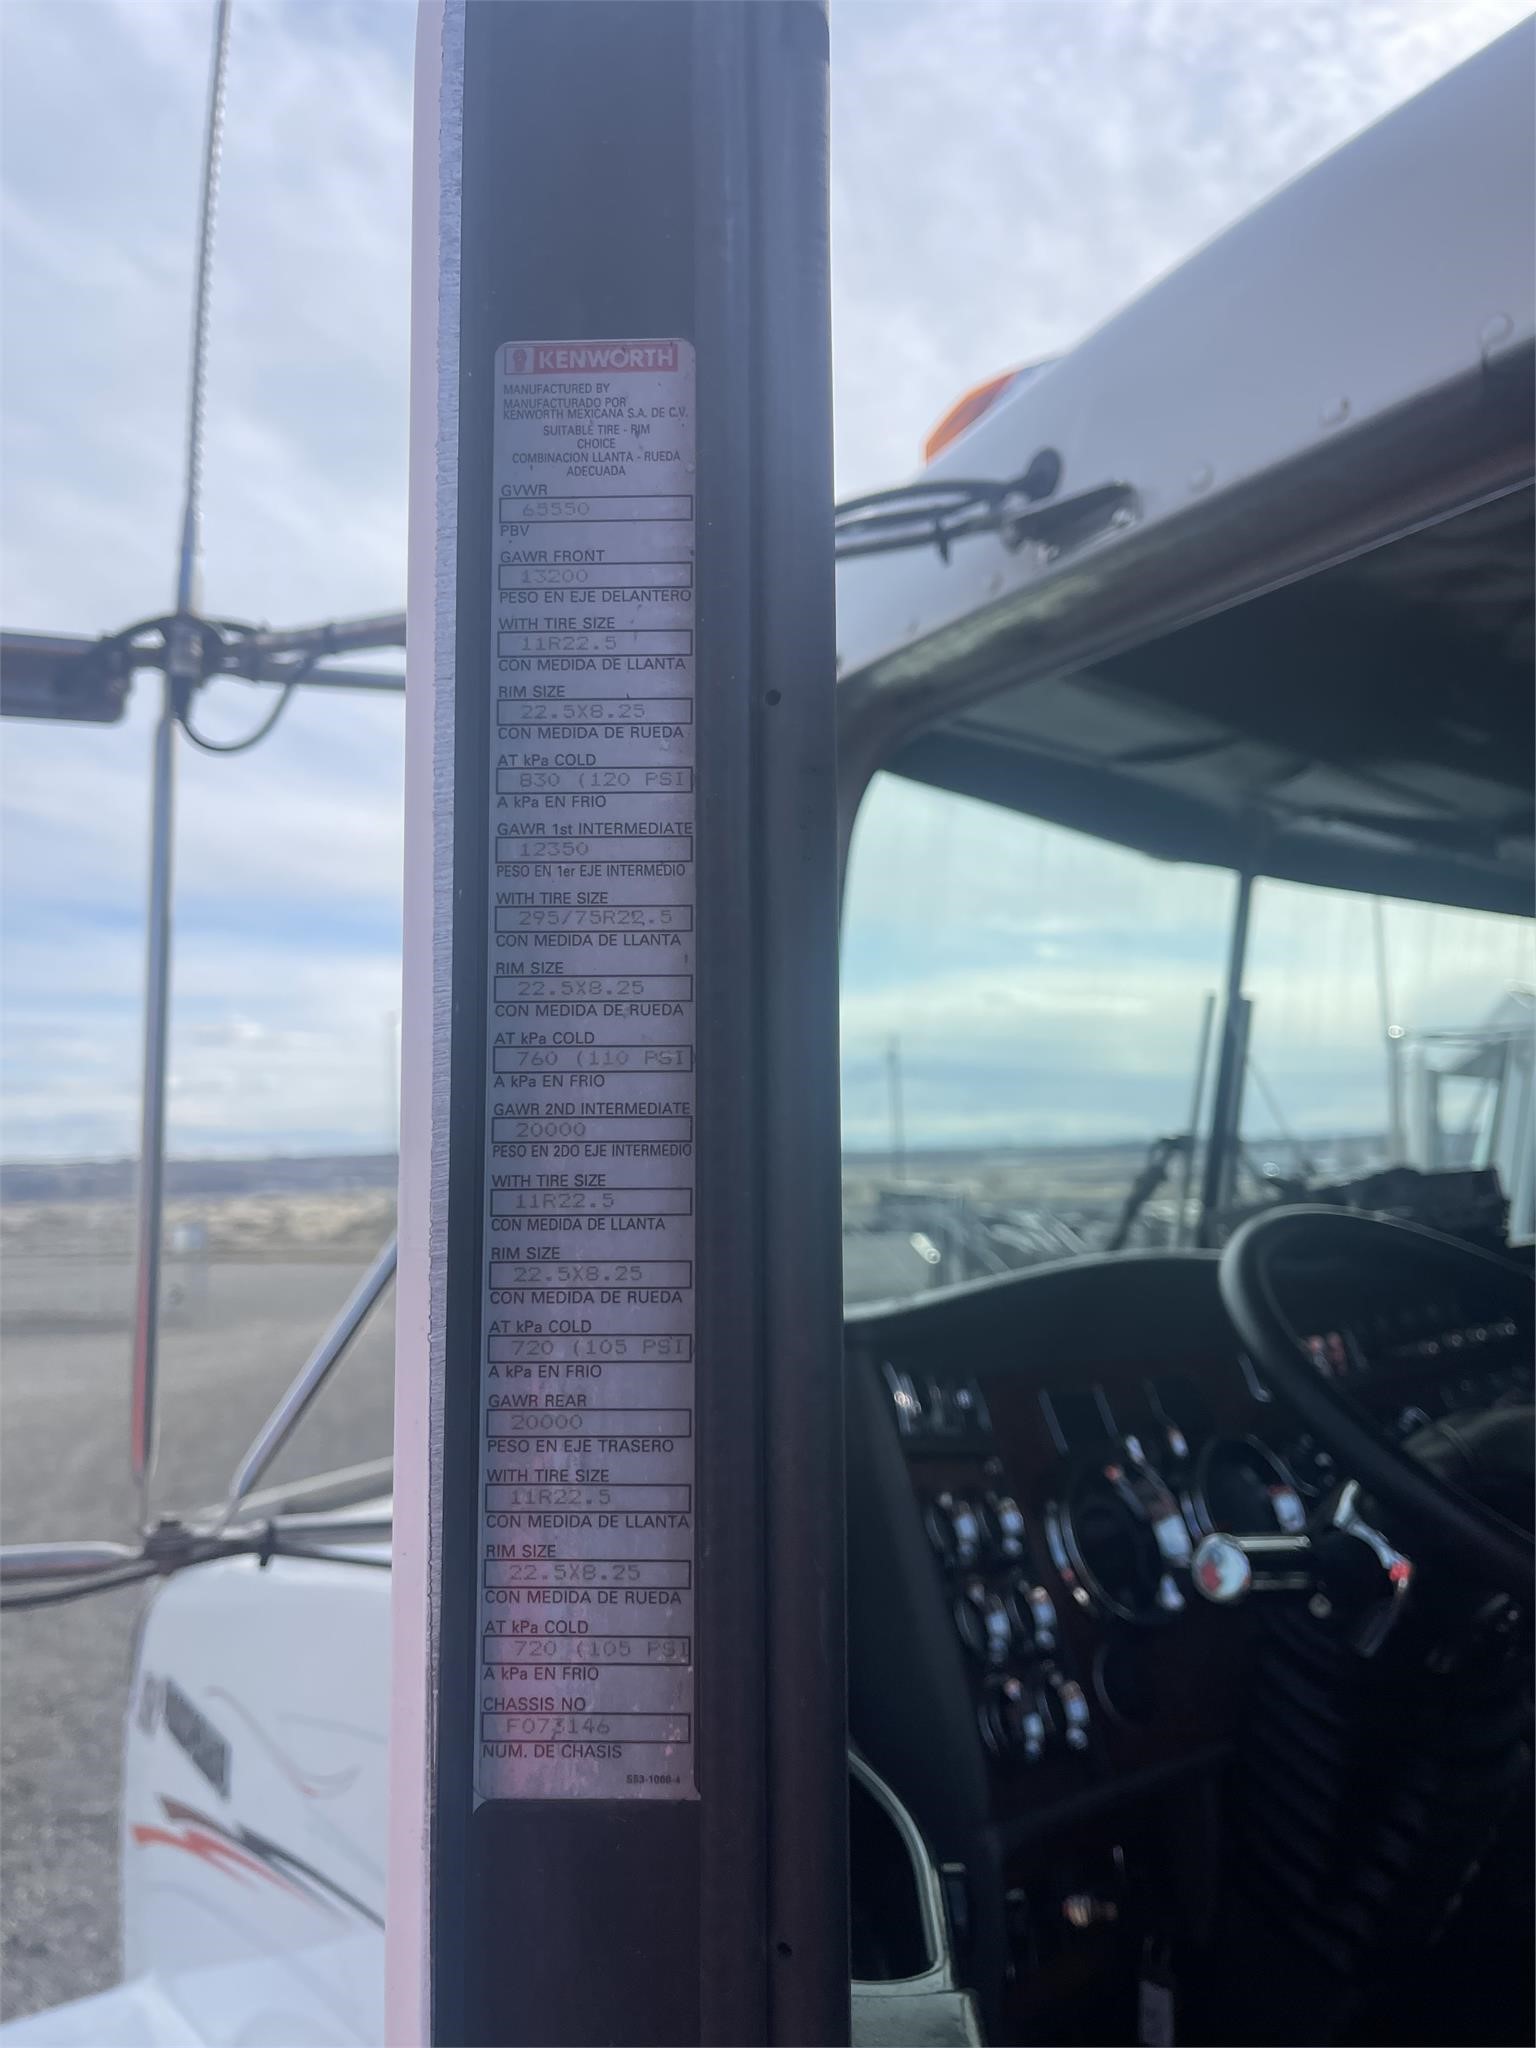 KENWORTH
MANUFACTURED BY
MANUFACTURADO POR
KENWORTH MEXICANA S.A. DE C.V.
SUITABLE TIRE - RIM
CHOICE
COMBINACION LLANTA - RUEDA
ADECUADA
GVWR
65550
PBV
GAWR FRONT
13200
PESO EN EJE DELANTERO
WITH TIRE SIZE
11R22.5
CON MEDIDA DE LLANTA
RIM SIZE
22.5X8.25
CON MEDIDA DE RUEDA
AT kPa COLD
830 (120 PSI
A kPa EN FRIO
GAWR 1st INTERMEDIATE
12350
PESO EN 1er EJE INTERMEDIO
WITH TIRE SIZE
295/75R22.5
CON MEDIDA DE LLANTA
RIM SIZE
22.5X8.25
CON MEDIDA DE RUEDA
AT kPa COLD
760 (110 PSI
A kPa EN FRIO
GAWR 2ND INTERMEDIATE
20000
PESO EN 2DO EJE INTERMEDIO
WITH TIRE SIZE
11R22.5
CON MEDIDA DE LLANTA
RIM SIZE
22.5X8.25
CON MEDIDA DE RUEDA
AT kPa COLD
720 (105 PSI
A kPa EN FRIO
GAWR REAR
20000
PESO EN EJE TRASERO
WITH TIRE SIZE
11R22.5
CON MEDIDA DE LLANTA
RIM SIZE
22.5X8.25
CON MEDIDA DE RUEDA
AT kPa COLD
720 (105 PSI
A kPa EN FRIO
CHASSIS NO
F073146
NUM. DE CHASIS